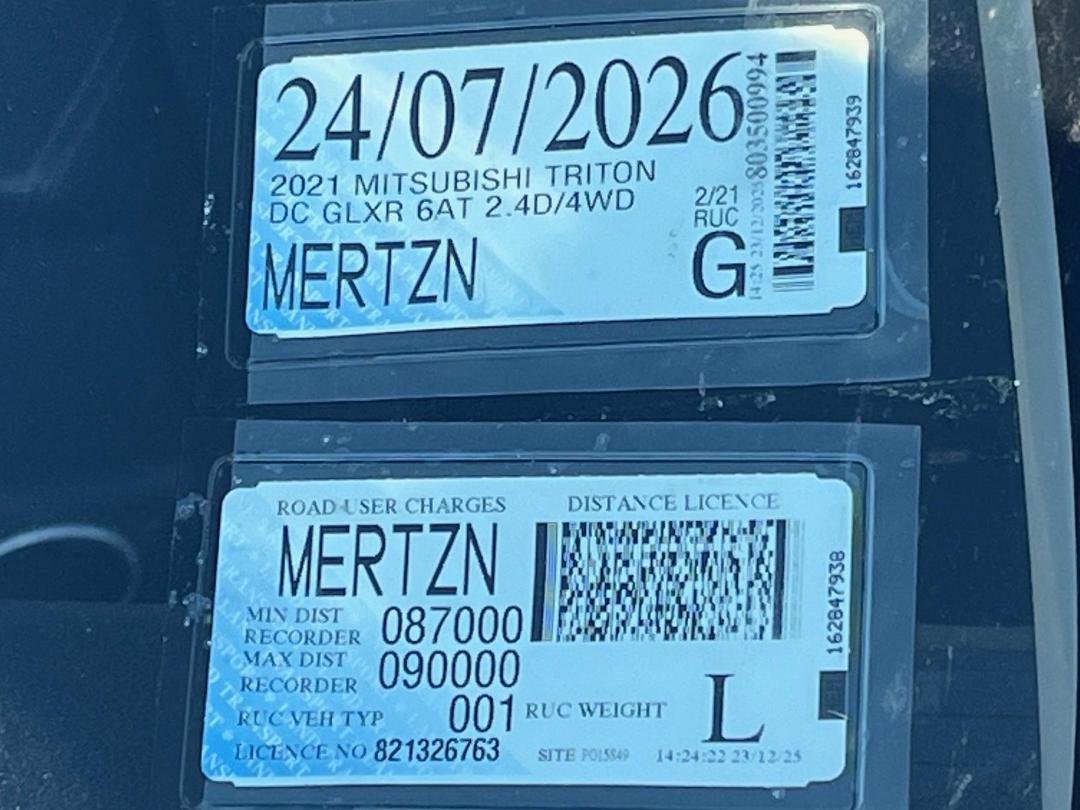 24/07/2026
2021 MITSUBISHI TRITON
DC GLXR 6AT 2.4D/4WD
2/21
RUC
MERTZN
G
14:25 23/12/2025
803500994
162847939
ROAD USER CHARGES
DISTANCE LICENCE
MERTZN
MIN DIST
RECORDER 087000
MAX DIST
RECORDER 090000
RUC VEH TYP 001
RUC WEIGHT L
LICENCE NO 821326763
SITE PO15849 14:24:22 23/12/25
162847938